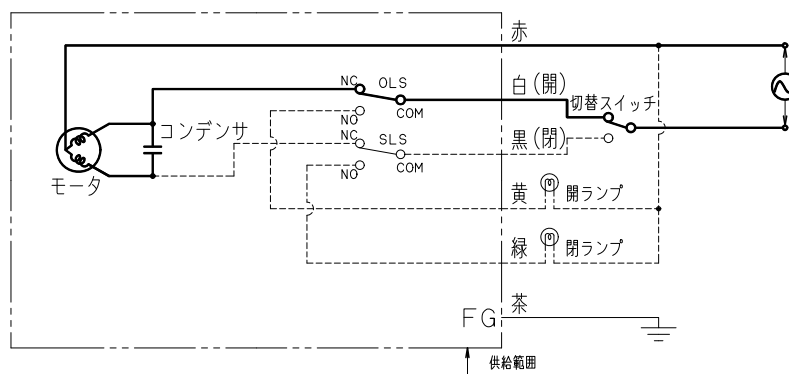 赤
NC
OLS
白(開)
切替スイッチ
COM
コンデンサ
NO
NC
SLS
黒(閉)
COM
NO
モータ
黄
開ランプ
緑
閉ランプ
FG
茶
供給範囲